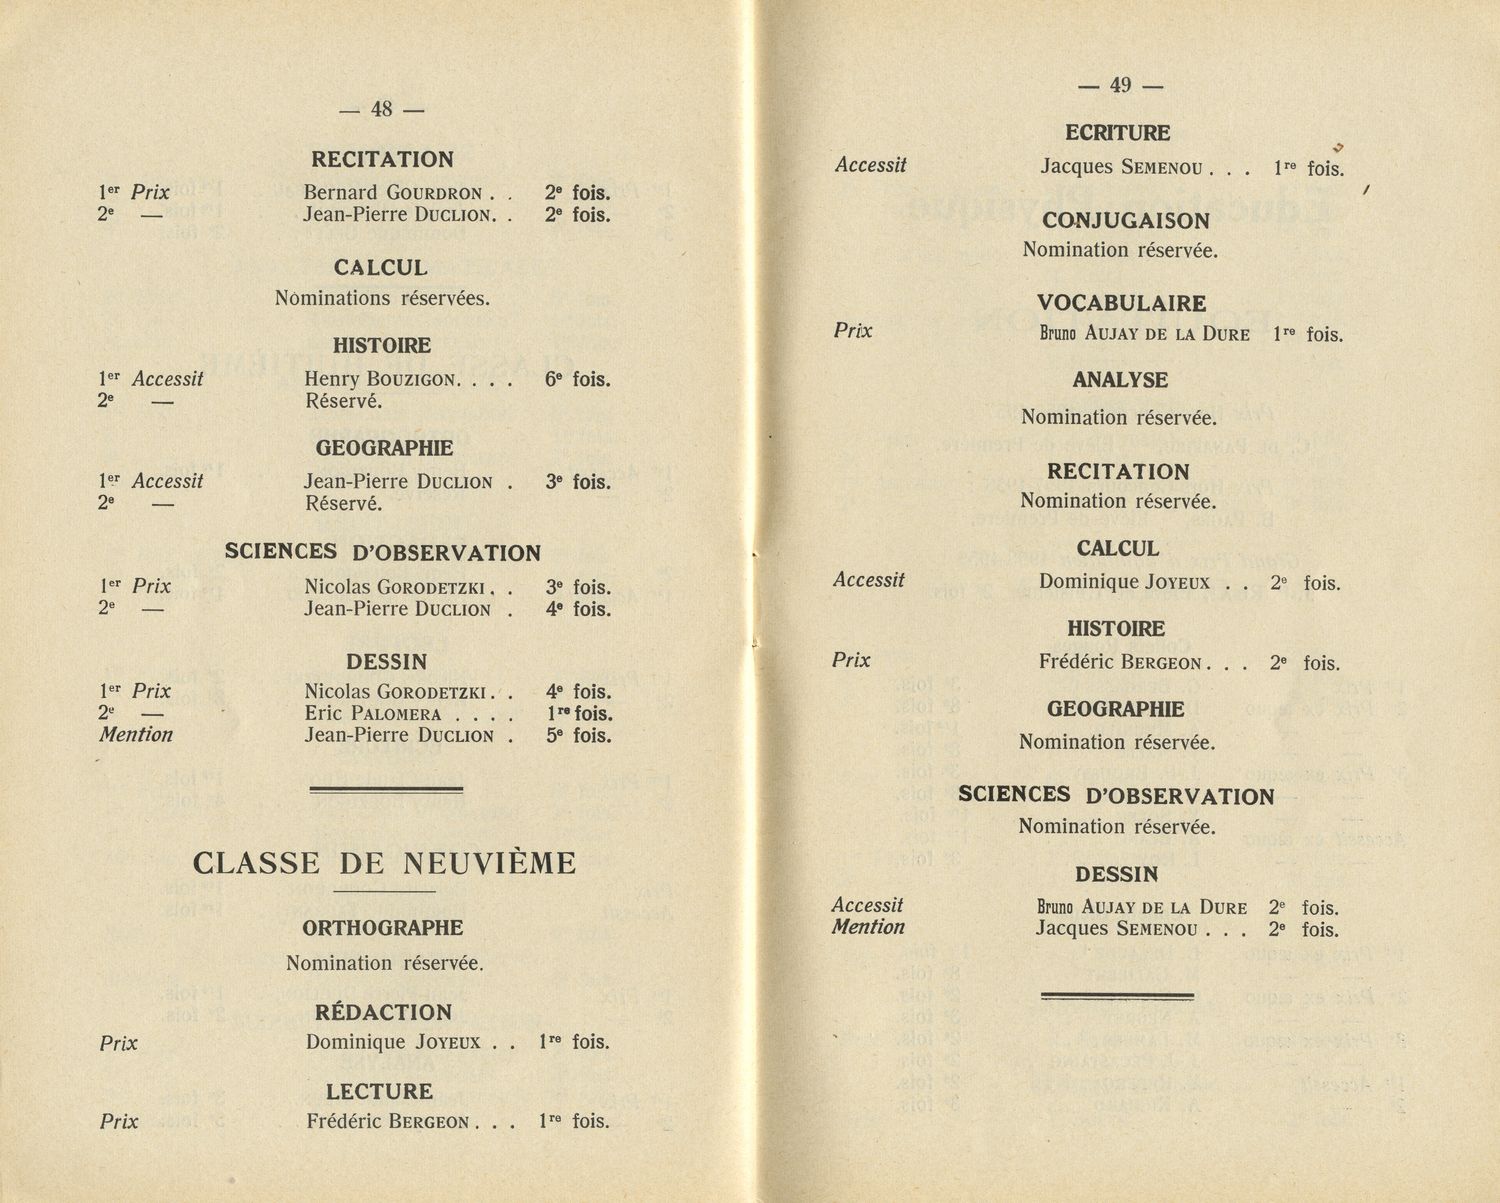 — 48 —
RECITATION
1er Prix Bernard GOURDRON . . 2e fois.
2e — Jean-Pierre DUCLION. . 2e fois.
CALCUL
Nominations réservées.
HISTOIRE
1er Accessit Henry BOUZIGON. . . . 6e fois.
2e — Réservé.
GEOGRAPHIE
1er Accessit Jean-Pierre DUCLION . 3e fois.
2e — Réservé.
SCIENCES D'OBSERVATION
1er Prix Nicolas GORODETZKI. . 3e fois.
2e — Jean-Pierre DUCLION . 4e fois.
DESSIN
1er Prix Nicolas GORODETZKI. . 4e fois.
2e — Eric PALOMERA . . . . 1re fois.
Mention Jean-Pierre DUCLION . 5e fois.
CLASSE DE NEUVIÈME
ORTHOGRAPHE
Nomination réservée.
RÉDACTION
Prix Dominique JOYEUX . . 1re fois.
LECTURE
Prix Frédéric BERGEON . . . 1re fois.
— 49 —
ECRITURE
Accessit Jacques SEMENOU . . . 1re fois.
CONJUGAISON
Nomination réservée.
VOCABULAIRE
Prix Bruno AUJAY DE LA DURE 1re fois.
ANALYSE
Nomination réservée.
RECITATION
Nomination réservée.
CALCUL
Accessit Dominique JOYEUX . . 2e fois.
HISTOIRE
Prix Frédéric BERGEON . . . 2e fois.
GEOGRAPHIE
Nomination réservée.
SCIENCES D'OBSERVATION
Nomination réservée.
DESSIN
Accessit Bruno AUJAY DE LA DURE 2e fois.
Mention Jacques SEMENOU . . . 2e fois.